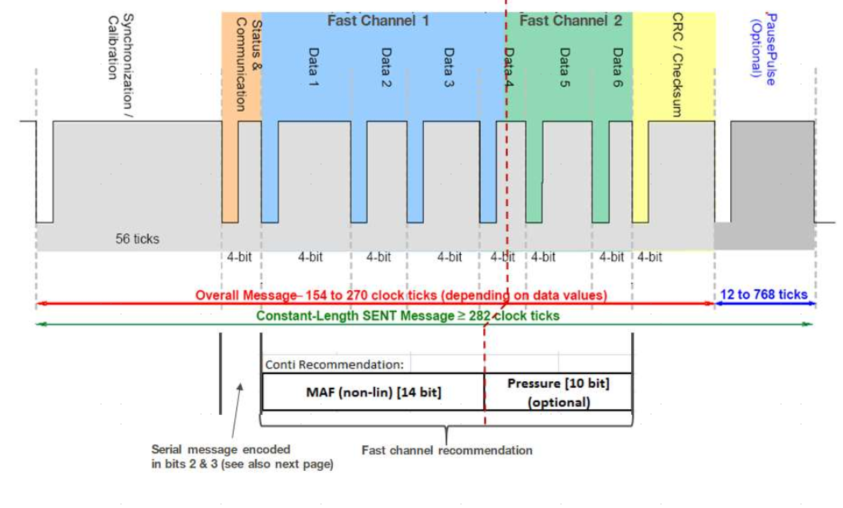 Synchronization /
Calibration
Status &
Communication
Fast Channel 1
Fast Channel 2
Data 1
Data 2
Data 3
Data 4
Data 5
Data 6
CRC / Checksum
PausePulse
(Optional)
56 ticks
4-bit 4-bit 4-bit 4-bit 4-bit 4-bit 4-bit 4-bit
Overall Message– 154 to 270 clock ticks (depending on data values)
12 to 768 ticks
Constant-Length SENT Message ≥ 282 clock ticks
Conti Recommendation:
MAF (non-lin) [14 bit]
Pressure [10 bit]
(optional)
Serial message encoded
in bits 2 & 3 (see also next page)
Fast channel recommendation